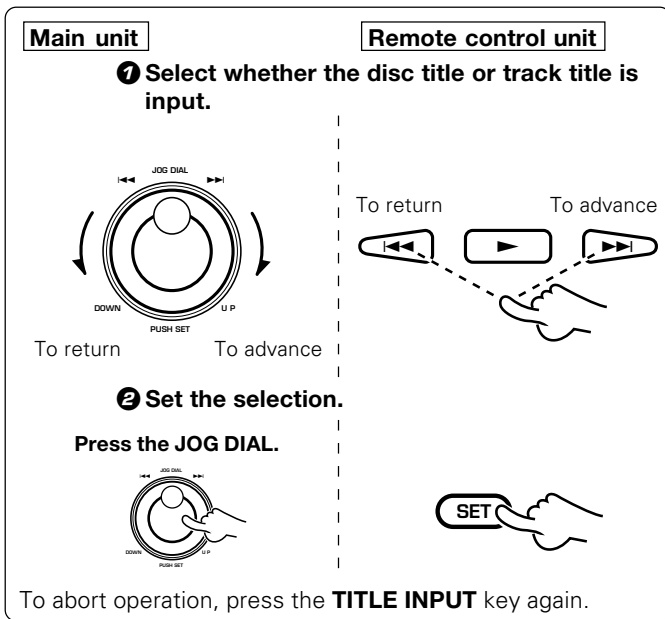 Main unit
Remote control unit
❶ Select whether the disc title or track title is
input.
JOG DIAL
DOWN
U P
PUSH SET
To return
To advance
To return
To advance
❷ Set the selection.
Press the JOG DIAL.
JOG DIAL
DOWN
U P
PUSH SET
SET
To abort operation, press the TITLE INPUT key again.